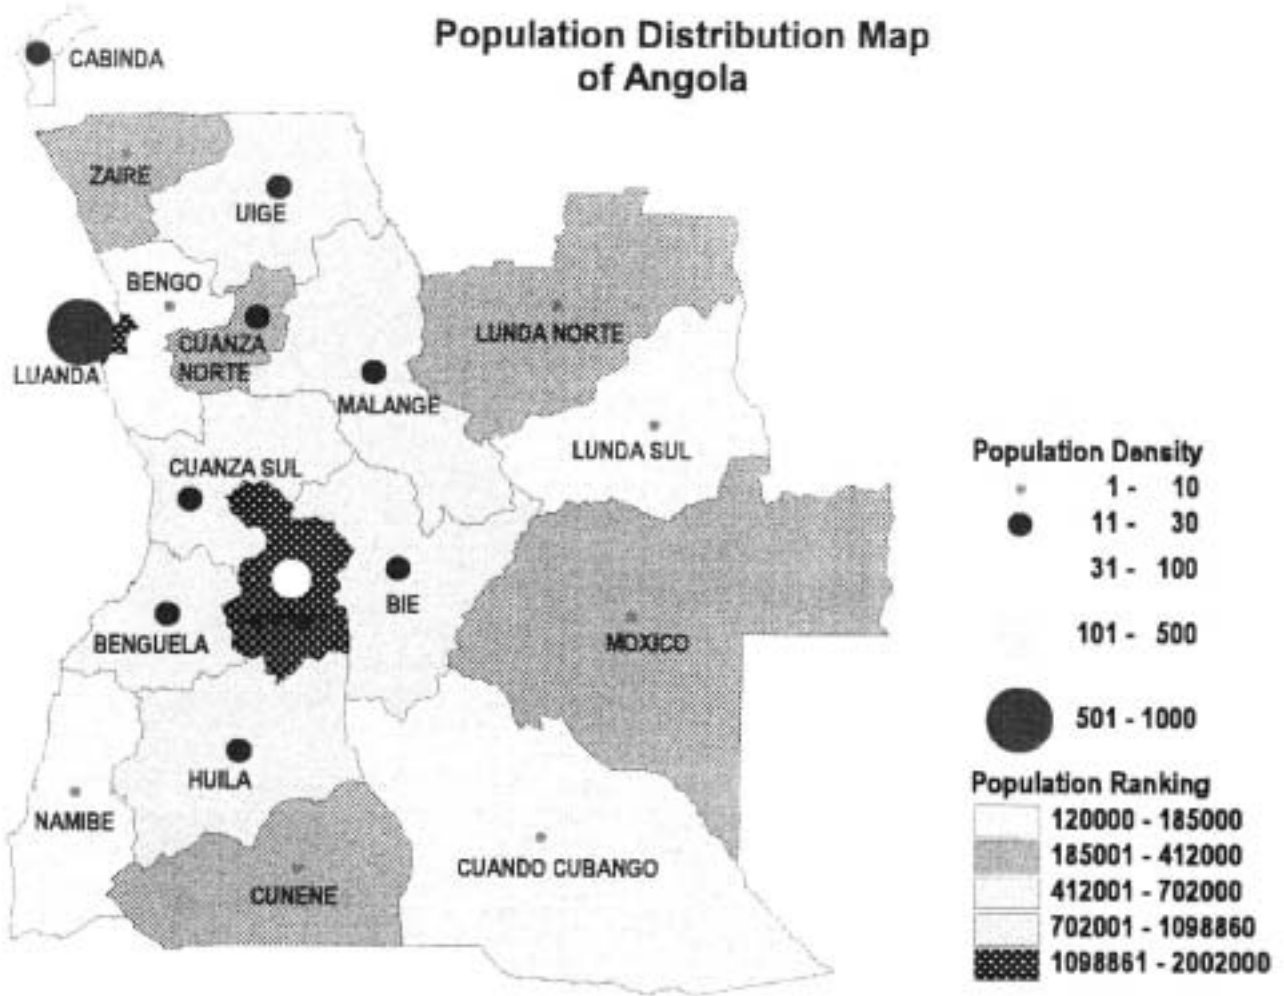 Population Distribution Map
of Angola
CABINDA
ZAIRE
UIGE
BENGO
LUNDA NORTE
CUANZA
NORTE
LUANDA
MALANGE
LUNDA SUL
CUANZA SUL
BIE
BENGUELA
MOXICO
HUILA
NAMIBE
CUANDO CUBANGO
CUNENE
Population Density
1 - 10
11 - 30
31 - 100
101 - 500
501 - 1000
Population Ranking
120000 - 185000
185001 - 412000
412001 - 702000
702001 - 1098860
1098861 - 2002000